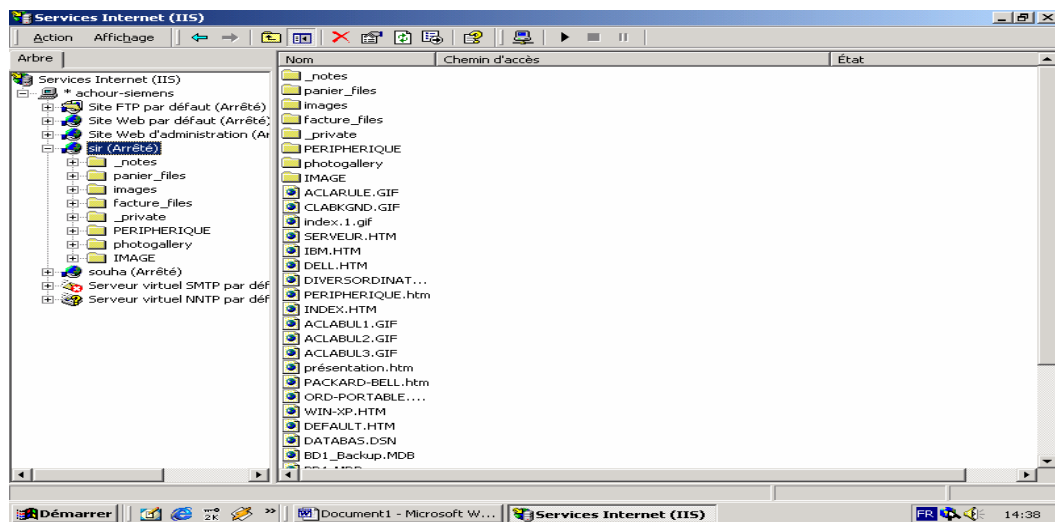 Services Internet (IIS)
Action Affichage
Arbre
Services Internet (IIS)
* achour-siemens
Site FTP par défaut (Arrêté)
Site Web par défaut (Arrêté)
Site Web d'administration (Ar
sir (Arrêté)
_notes
panier_files
images
facture_files
_private
PERIPHERIQUE
photogallery
IMAGE
souha (Arrêté)
Serveur virtuel SMTP par déf
Serveur virtuel NNTP par déf
Nom Chemin d'accès État
_notes
panier_files
images
facture_files
_private
PERIPHERIQUE
photogallery
IMAGE
ACLARULE.GIF
CLABKGND.GIF
index.1.gif
SERVEUR.HTM
IBM.HTM
DELL.HTM
DIVERSORDINAT...
PERIPHERIQUE.htm
INDEX.HTM
ACLABUL1.GIF
ACLABUL2.GIF
ACLABUL3.GIF
présentation.htm
PACKARD-BELL.htm
ORD-PORTABLE....
WIN-XP.HTM
DEFAULT.HTM
DATABAS.DSN
BD1_Backup.MDB
Démarrer » Document1 - Microsoft W... Services Internet (IIS) FR 14:38